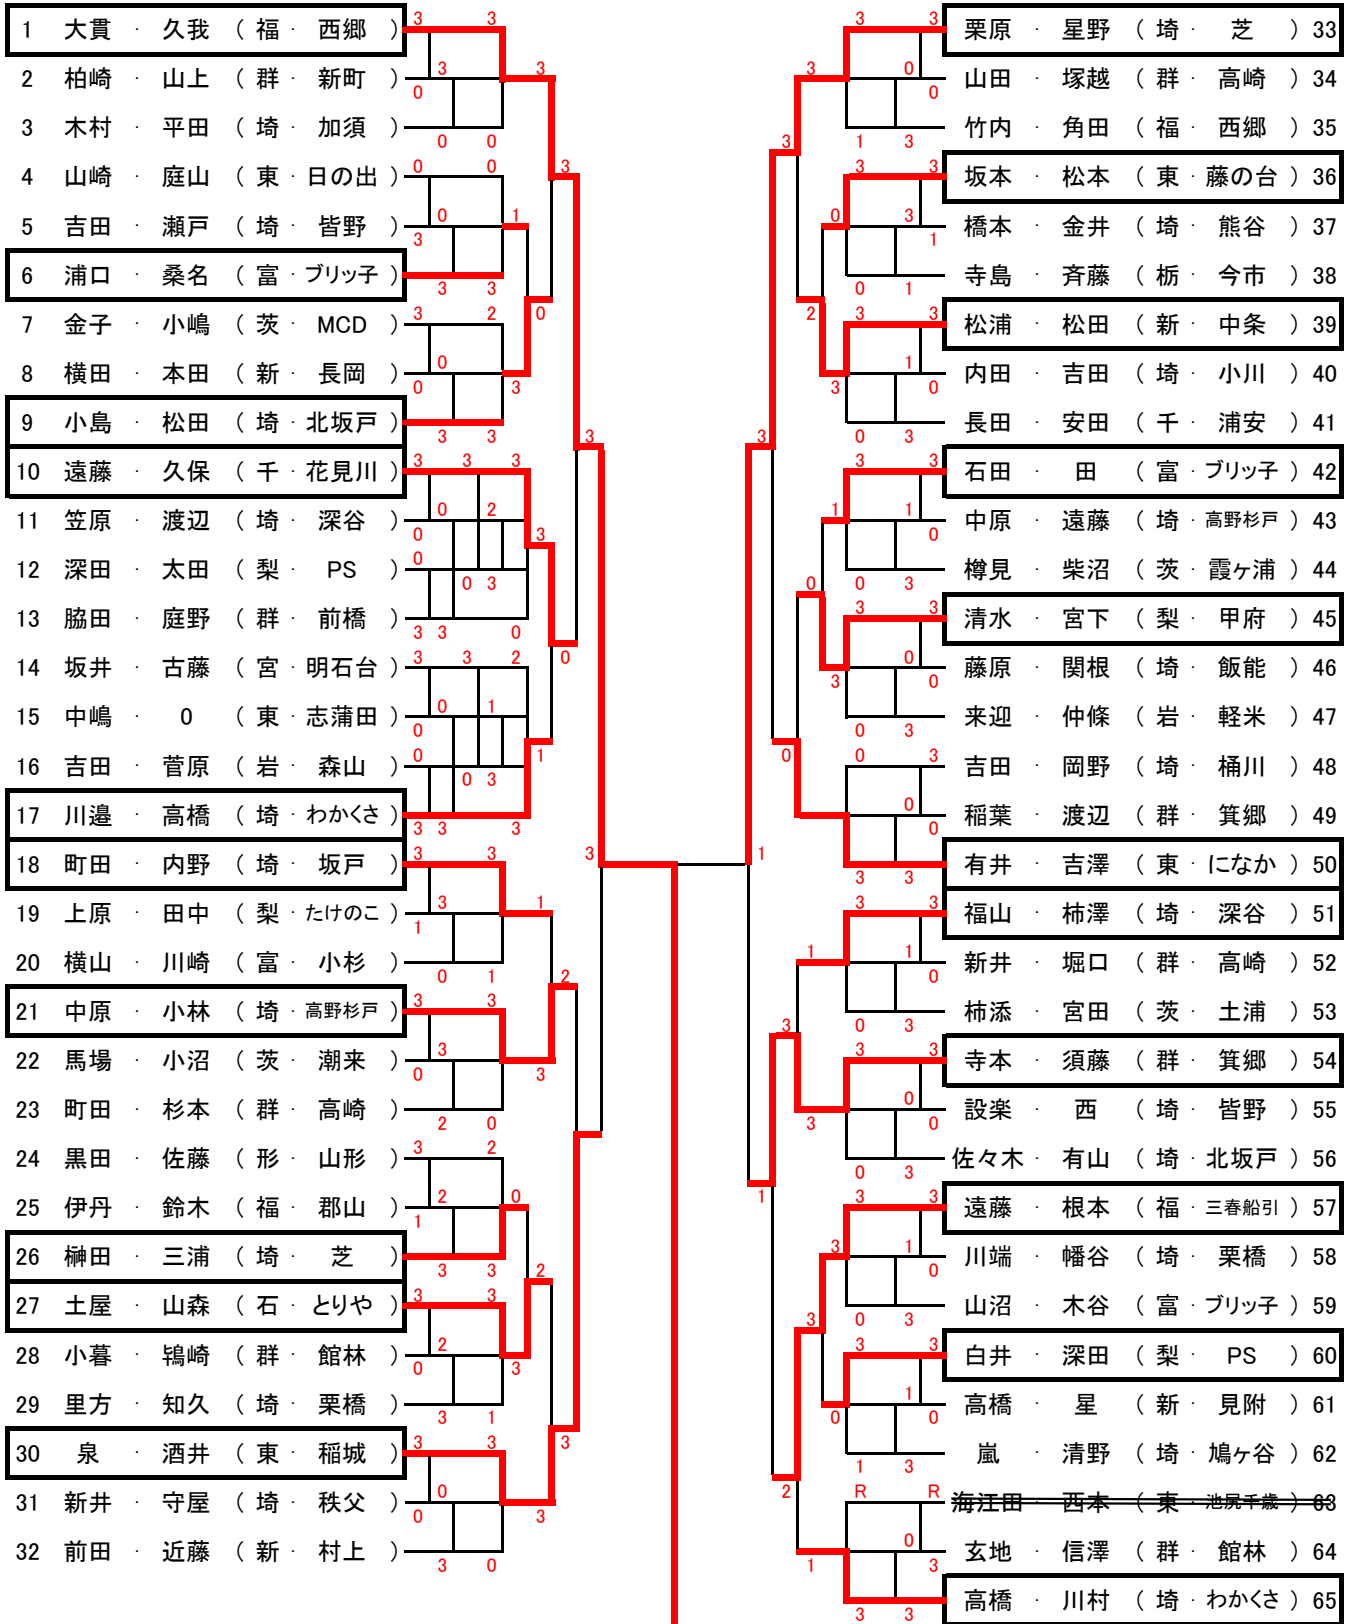 1 大貫 · 久我 ( 福 · 西郷 )
2 柏崎 · 山上 ( 群 · 新町 )
3 木村 · 平田 ( 埼 · 加須 )
4 山崎 · 庭山 ( 東 · 日の出 )
5 吉田 · 瀬戸 ( 埼 · 皆野 )
6 浦口 · 桑名 ( 富 · ブリッ子 )
7 金子 · 小嶋 ( 茨 · MCD )
8 横田 · 本田 ( 新 · 長岡 )
9 小島 · 松田 ( 埼 · 北坂戸 )
10 遠藤 · 久保 ( 千 · 花見川 )
11 笠原 · 渡辺 ( 埼 · 深谷 )
12 深田 · 太田 ( 梨 · PS )
13 脇田 · 庭野 ( 群 · 前橋 )
14 坂井 · 古藤 ( 宮 · 明石台 )
15 中嶋 · 0 ( 東 · 志蒲田 )
16 吉田 · 菅原 ( 岩 · 森山 )
17 川邉 · 高橋 ( 埼 · わかくさ )
18 町田 · 内野 ( 埼 · 坂戸 )
19 上原 · 田中 ( 梨 · たけのこ )
20 横山 · 川崎 ( 富 · 小杉 )
21 中原 · 小林 ( 埼 · 高野杉戸 )
22 馬場 · 小沼 ( 茨 · 潮来 )
23 町田 · 杉本 ( 群 · 高崎 )
24 黒田 · 佐藤 ( 形 · 山形 )
25 伊丹 · 鈴木 ( 福 · 郡山 )
26 榊田 · 三浦 ( 埼 · 芝 )
27 土屋 · 山森 ( 石 · とりや )
28 小暮 · 鴇崎 ( 群 · 館林 )
29 里方 · 知久 ( 埼 · 栗橋 )
30 泉 · 酒井 ( 東 · 稲城 )
31 新井 · 守屋 ( 埼 · 秩父 )
32 前田 · 近藤 ( 新 · 村上 )
栗原 · 星野 ( 埼 · 芝 ) 33
山田 · 塚越 ( 群 · 高崎 ) 34
竹内 · 角田 ( 福 · 西郷 ) 35
坂本 · 松本 ( 東 · 藤の台 ) 36
橋本 · 金井 ( 埼 · 熊谷 ) 37
寺島 · 斉藤 ( 栃 · 今市 ) 38
松浦 · 松田 ( 新 · 中条 ) 39
内田 · 吉田 ( 埼 · 小川 ) 40
長田 · 安田 ( 千 · 浦安 ) 41
石田 · 田 ( 富 · ブリッ子 ) 42
中原 · 遠藤 ( 埼 · 高野杉戸 ) 43
樽見 · 柴沼 ( 茨 · 霞ヶ浦 ) 44
清水 · 宮下 ( 梨 · 甲府 ) 45
藤原 · 関根 ( 埼 · 飯能 ) 46
来迎 · 仲條 ( 岩 · 軽米 ) 47
吉田 · 岡野 ( 埼 · 桶川 ) 48
稲葉 · 渡辺 ( 群 · 箕郷 ) 49
有井 · 吉澤 ( 東 · になか ) 50
福山 · 柿澤 ( 埼 · 深谷 ) 51
新井 · 堀口 ( 群 · 高崎 ) 52
柿添 · 宮田 ( 茨 · 土浦 ) 53
寺本 · 須藤 ( 群 · 箕郷 ) 54
設楽 · 西 ( 埼 · 皆野 ) 55
佐々木 · 有山 ( 埼 · 北坂戸 ) 56
遠藤 · 根本 ( 福 · 三春船引 ) 57
川端 · 幡谷 ( 埼 · 栗橋 ) 58
山沼 · 木谷 ( 富 · ブリッ子 ) 59
白井 · 深田 ( 梨 · PS ) 60
高橋 · 星 ( 新 · 見附 ) 61
嵐 · 清野 ( 埼 · 鳩ヶ谷 ) 62
海江田 · 西本 ( 東 · 池尻千歳 ) 63
玄地 · 信澤 ( 群 · 館林 ) 64
高橋 · 川村 ( 埼 · わかくさ ) 65